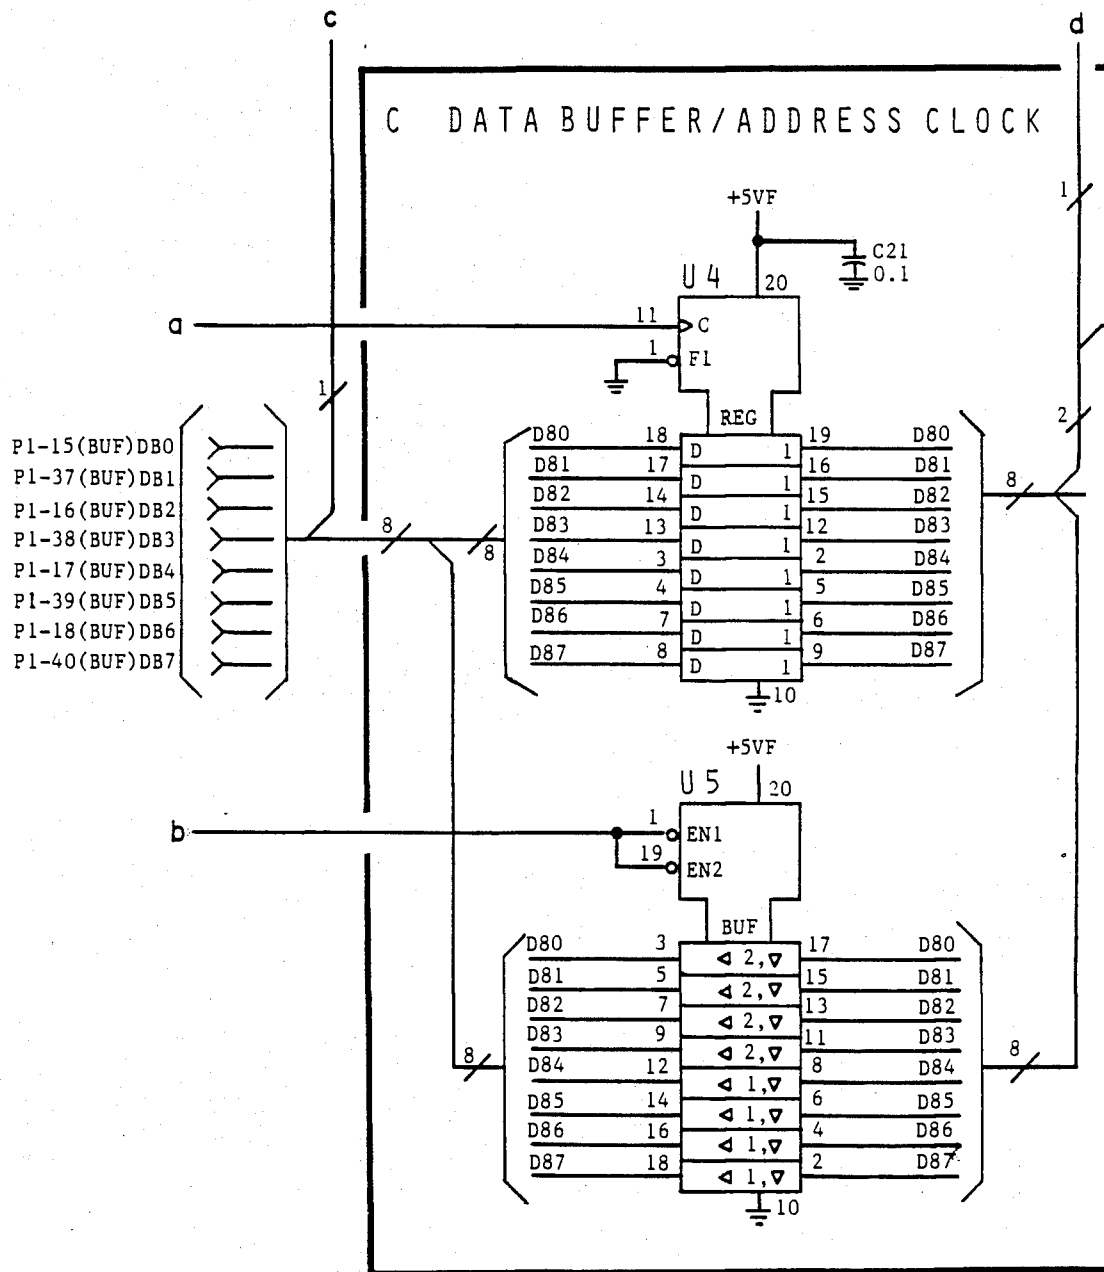 c
d
C DATA BUFFER/ADDRESS CLOCK
1
+5VF
C21
0.1
U4
20
a
11
C
1
F1
1
2
REG
P1-15(BUF)DB0
P1-37(BUF)DB1
P1-16(BUF)DB2
P1-38(BUF)DB3
P1-17(BUF)DB4
P1-39(BUF)DB5
P1-18(BUF)DB6
P1-40(BUF)DB7
8
8
D80 18 D 1 19 D80
D81 17 D 1 16 D81
D82 14 D 1 15 D82
D83 13 D 1 12 D83
D84 3 D 1 2 D84
D85 4 D 1 5 D85
D86 7 D 1 6 D86
D87 8 D 1 9 D87
8
10
+5VF
U5
20
b
1
EN1
19
EN2
BUF
D80 3 2, 17 D80
D81 5 2, 15 D81
D82 7 2, 13 D82
D83 9 2, 11 D83
D84 12 1, 8 D84
D85 14 1, 6 D85
D86 16 1, 4 D86
D87 18 1, 2 D87
8
8
10